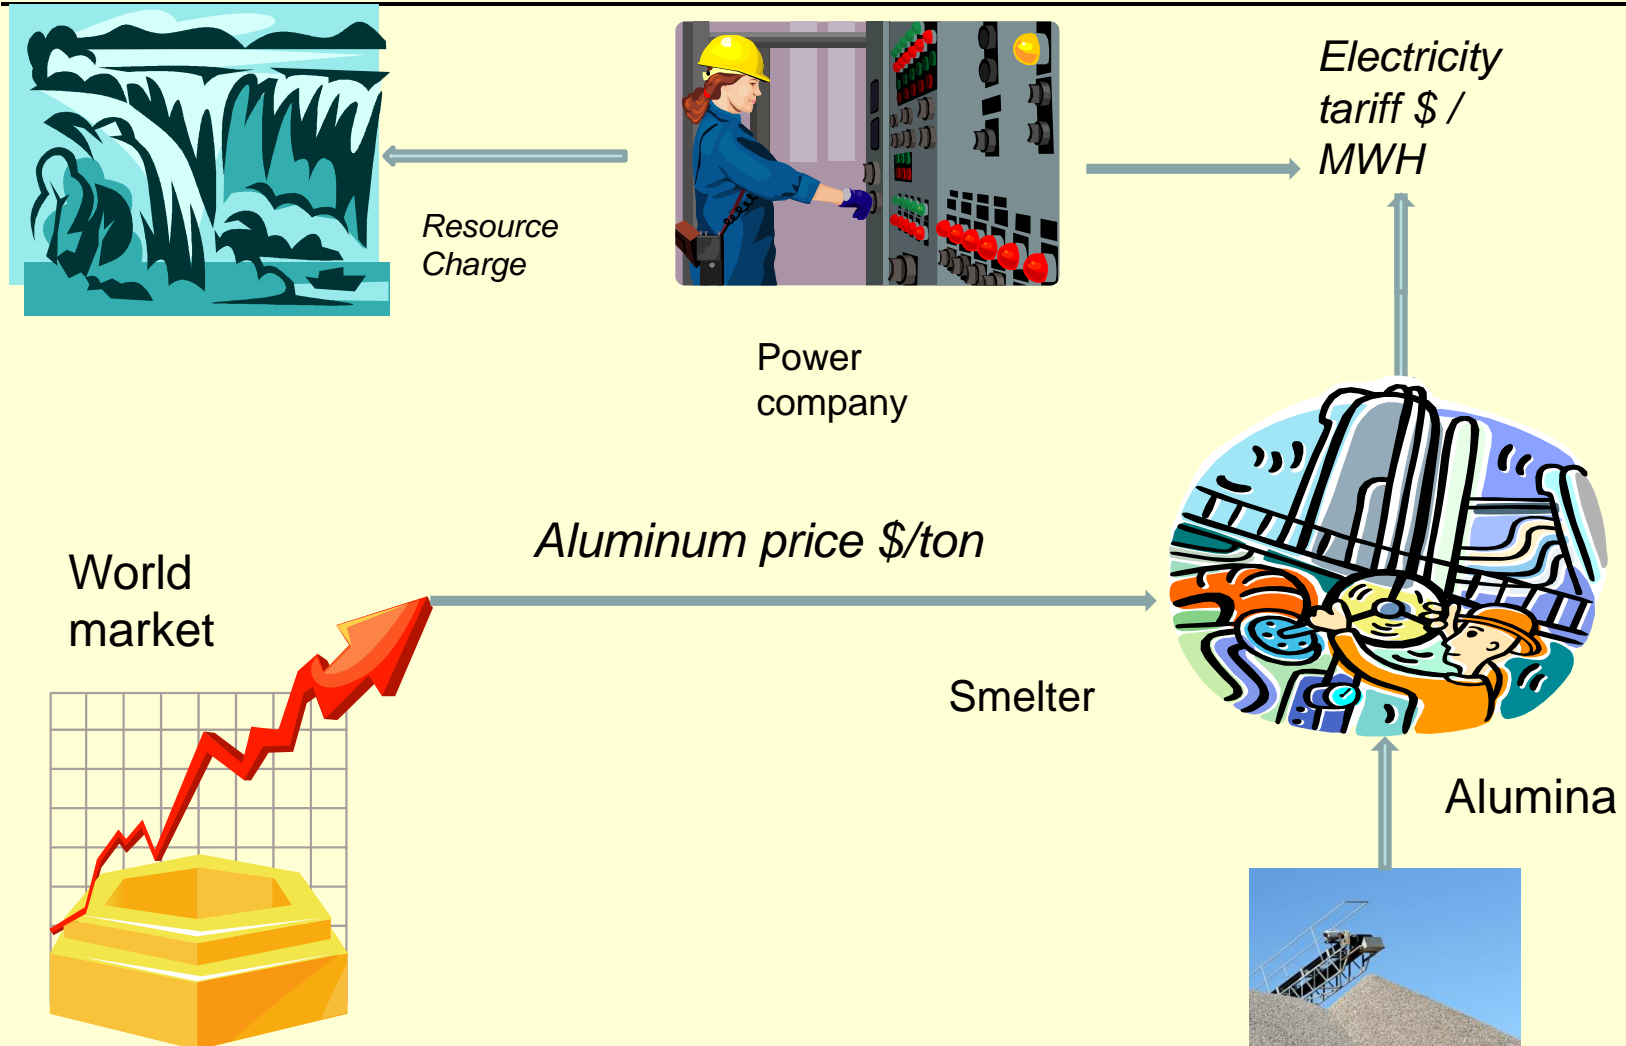 Electricity
tariff $ /
MWH
Resource
Charge
Power
company
Aluminum price $/ton
World
market
Smelter
Alumina